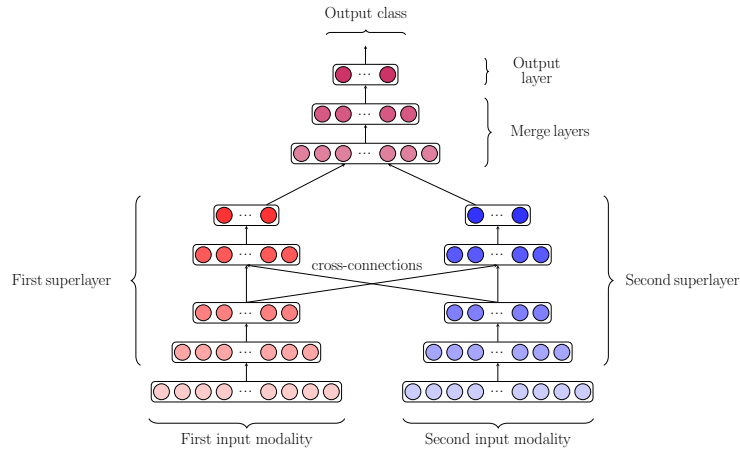 Output class
Output
layer
Merge layers
cross-connections
First superlayer
Second superlayer
First input modality
Second input modality